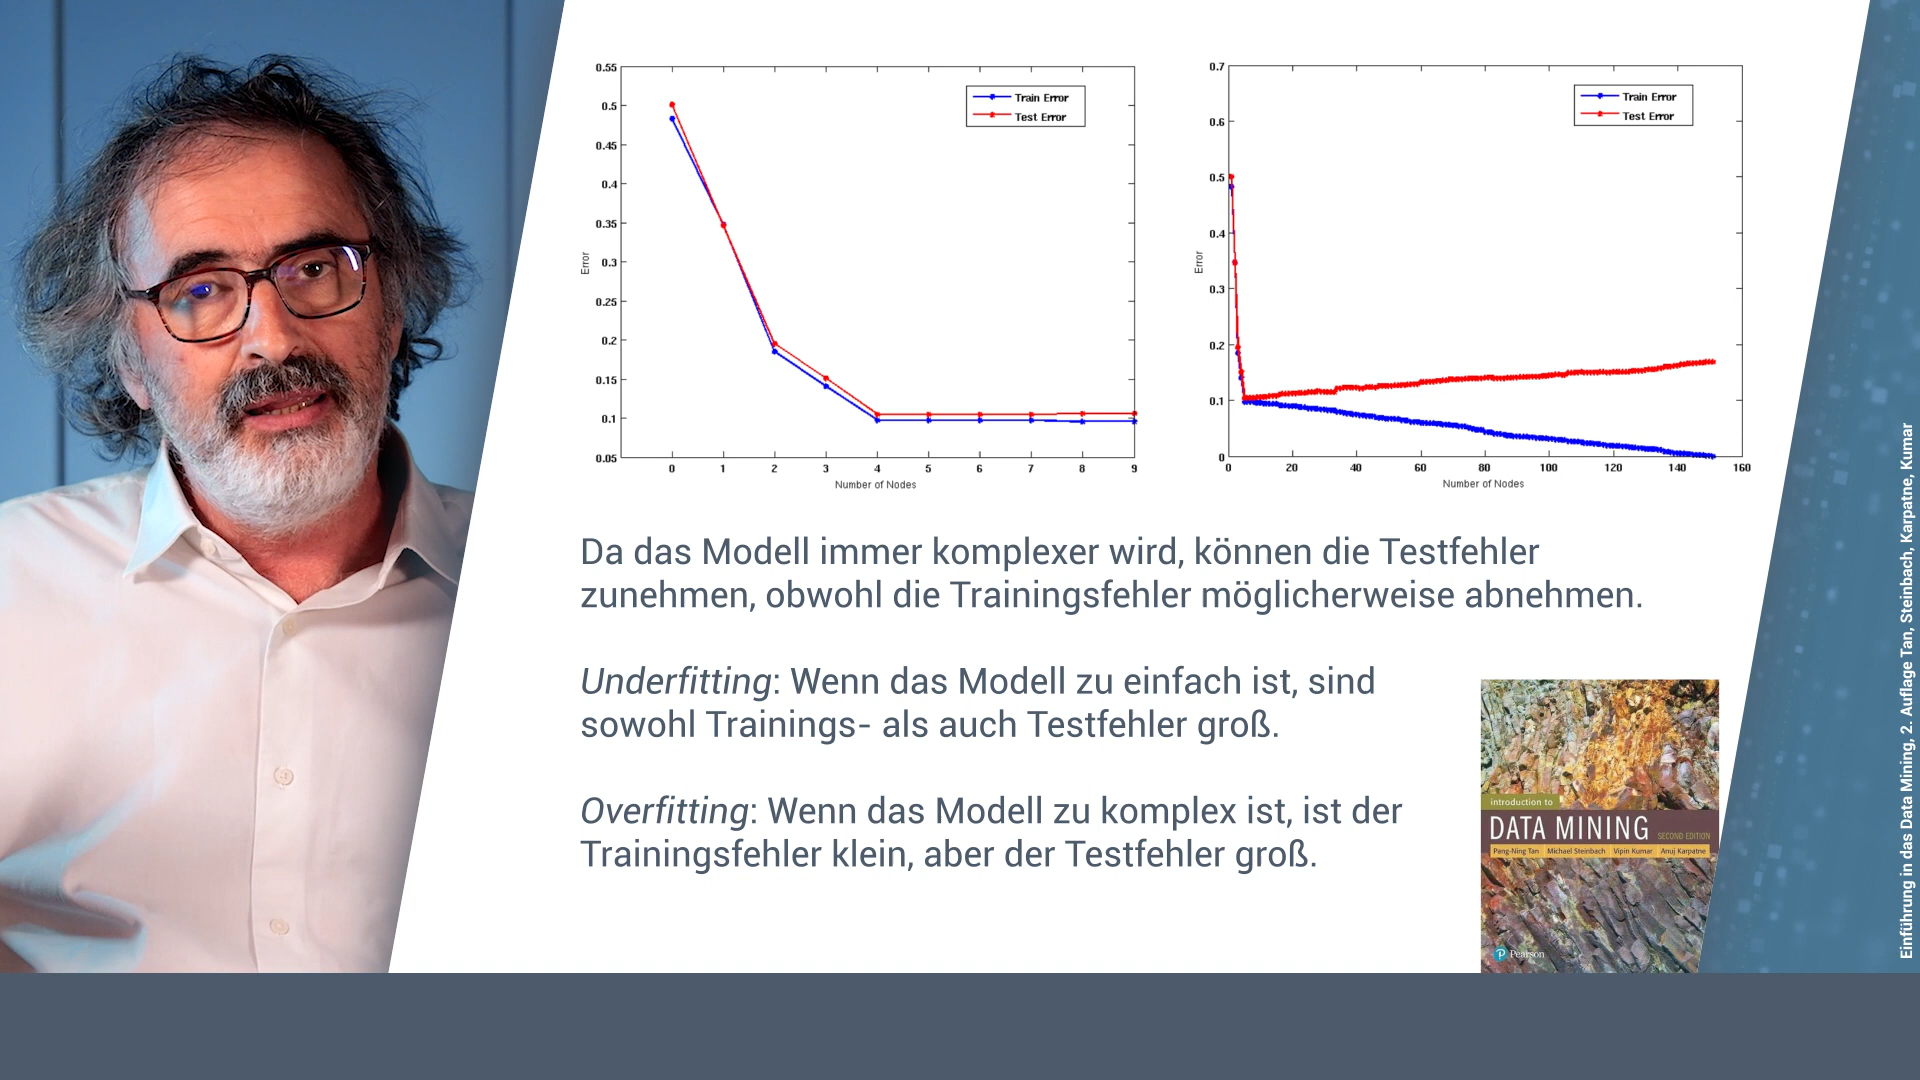 0.55
0.5
0.45
0.4
0.35
0.3
0.25
0.2
0.15
0.1
0.05
Error
0 1 2 3 4 5 6 7 8 9
Number of Nodes
Train Error
Test Error
0.7
0.6
0.5
0.4
0.3
0.2
0.1
0
Error
0 20 40 60 80 100 120 140 160
Number of Nodes
Train Error
Test Error
Da das Modell immer komplexer wird, können die Testfehler
zunehmen, obwohl die Trainingsfehler möglicherweise abnehmen.
Underfitting: Wenn das Modell zu einfach ist, sind
sowohl Trainings- als auch Testfehler groß.
Overfitting: Wenn das Modell zu komplex ist, ist der
Trainingsfehler klein, aber der Testfehler groß.
introduction to
DATA MINING SECOND EDITION
Pang-Ning Tan Michael Steinbach Vipin Kumar Anuj Karpatne
P Pearson
Einführung in das Data Mining, 2. Auflage Tan, Steinbach, Karpatne, Kumar